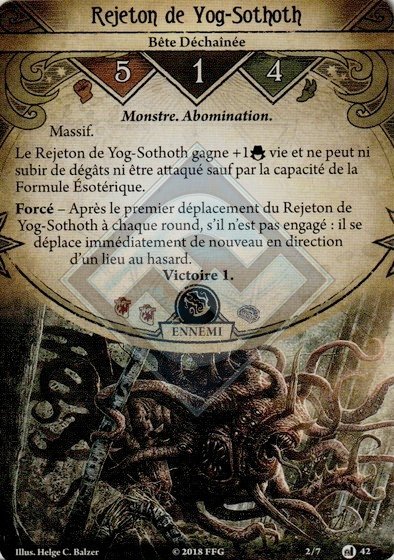 Rejeton de Yog-Sothoth
Bête Déchaînée
5 1 4
Monstre. Abomination.
Massif.
Le Rejeton de Yog-Sothoth gagne +1 vie et ne peut ni
subir de dégâts ni être attaqué sauf par la capacité de la
Formule Ésotérique.
Forcé – Après le premier déplacement du Rejeton de
Yog-Sothoth à chaque round, s'il n'est pas engagé : il se
déplace immédiatement de nouveau en direction
d'un lieu au hasard.
Victoire 1.
ENNEMI
Illus. Helge C. Balzer © 2018 FFG 2/7 42